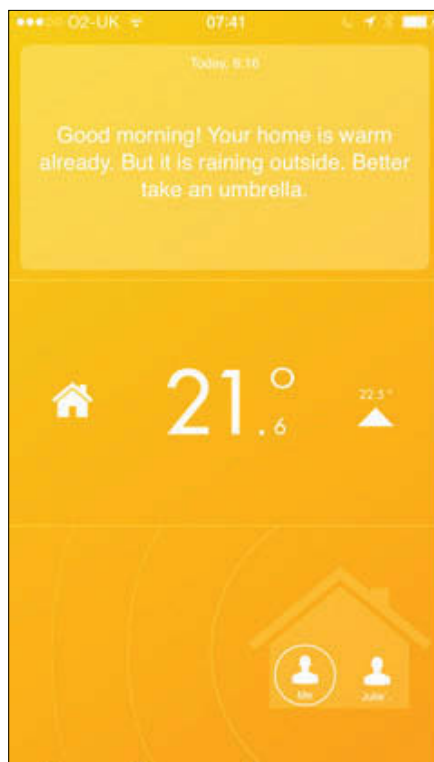 O2-UK 07:41
Today, 6:16
Good morning! Your home is warm
already. But it is raining outside. Better
take an umbrella.
21.6°
22.5°
Me